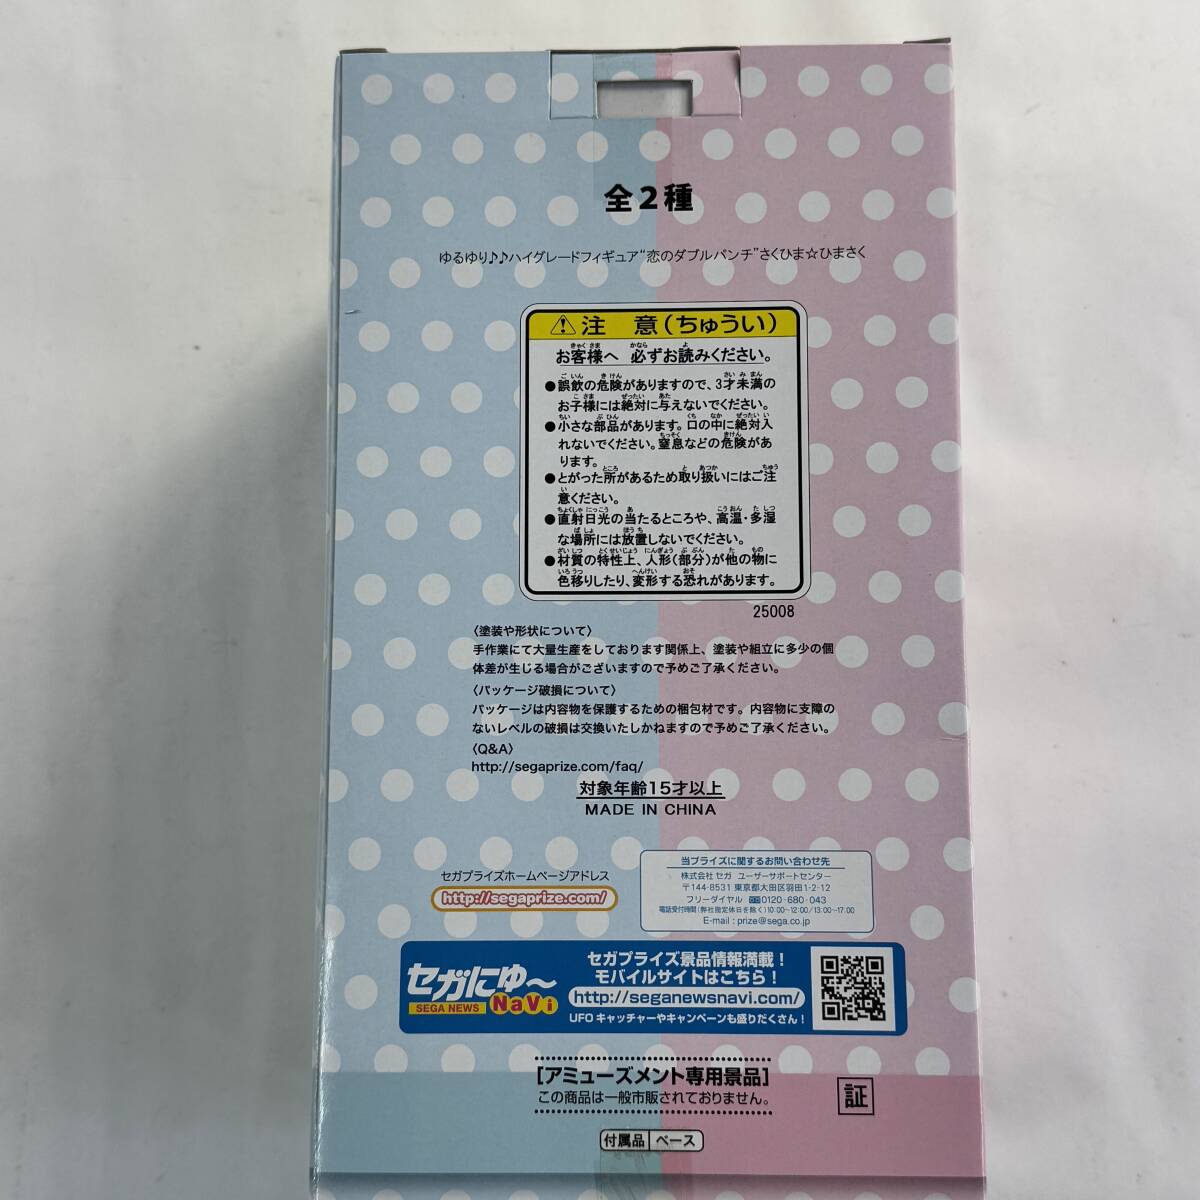 全2種
ゆるゆり♪♪ハイグレードフィギュア“恋のダブルパンチ”さくひま☆ひまさく
注 意(ちゅうい)
お客様へ 必ずお読みください。
●誤飲の危険がありますので、3才未満の
お子様には絶対に与えないでください。
●小さな部品があります。口の中に絶対入
れないでください。窒息などの危険があ
ります。
●とがった所があるため取り扱いにはご注
意ください。
●直射日光の当たるところや、高温・多湿
な場所には放置しないでください。
●材質の特性上、人形(部分)が他の物に
色移りしたり、変形する恐れがあります。
25008
〈塗装や形状について〉
手作業にて大量生産をしております関係上、塗装や組立に多少の個
体差が生じる場合がございますので予めご了承ください。
〈パッケージ破損について〉
パッケージは内容物を保護するための梱包材です。内容物に支障の
ないレベルの破損は交換いたしかねますので予めご了承ください。
〈Q&A〉
http://segaprize.com/faq/
対象年齢15才以上
MADE IN CHINA
セガプライズホームページアドレス
http://segaprize.com/
当プライズに関するお問い合わせ先
株式会社セガ ユーザーサポートセンター
〒144-8531 東京都大田区羽田1-2-12
フリーダイヤル 0120-680-043
電話受付時間(弊社指定休日を除く)10:00~12:00/13:00~17:00
E-mail : prize@sega.co.jp
セガにゅ〜
SEGA NEWS NaVi
セガプライズ景品情報満載!
モバイルサイトはこちら!
http://seganewsnavi.com/
UFOキャッチャーやキャンペーンも盛りだくさん!
[アミューズメント専用景品]
この商品は一般市販されておりません。
証
付属品 ベース